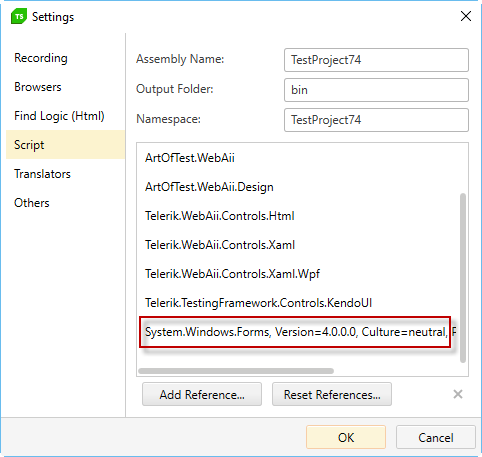 TS Settings
Recording
Browsers
Find Logic (Html)
Script
Translators
Others
Assembly Name: TestProject74
Output Folder: bin
Namespace: TestProject74
ArtOfTest.WebAii
ArtOfTest.WebAii.Design
Telerik.WebAii.Controls.Html
Telerik.WebAii.Controls.Xaml
Telerik.WebAii.Controls.Xaml.Wpf
Telerik.TestingFramework.Controls.KendoUI
System.Windows.Forms, Version=4.0.0.0, Culture=neutral,
Add Reference... Reset References...
OK Cancel